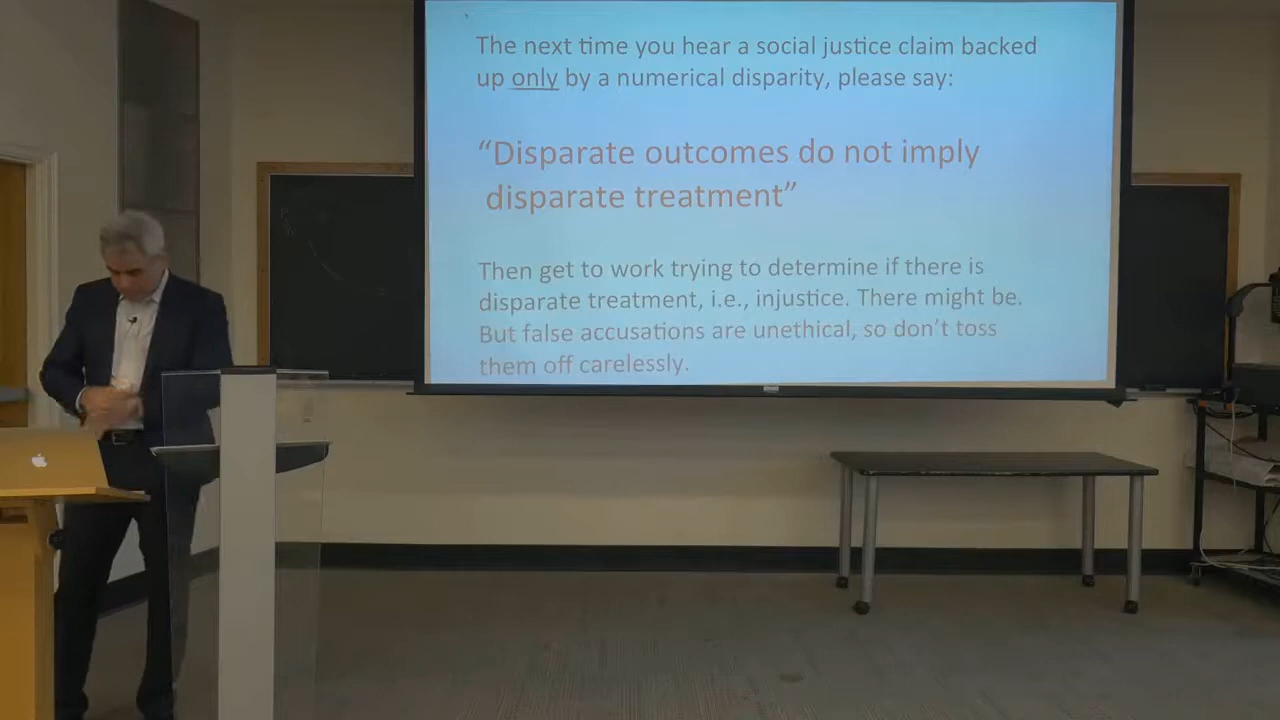 The next time you hear a social justice claim backed
up only by a numerical disparity, please say:
“Disparate outcomes do not imply
disparate treatment”
Then get to work trying to determine if there is
disparate treatment, i.e., injustice. There might be.
But false accusations are unethical, so don’t toss
them off carelessly.